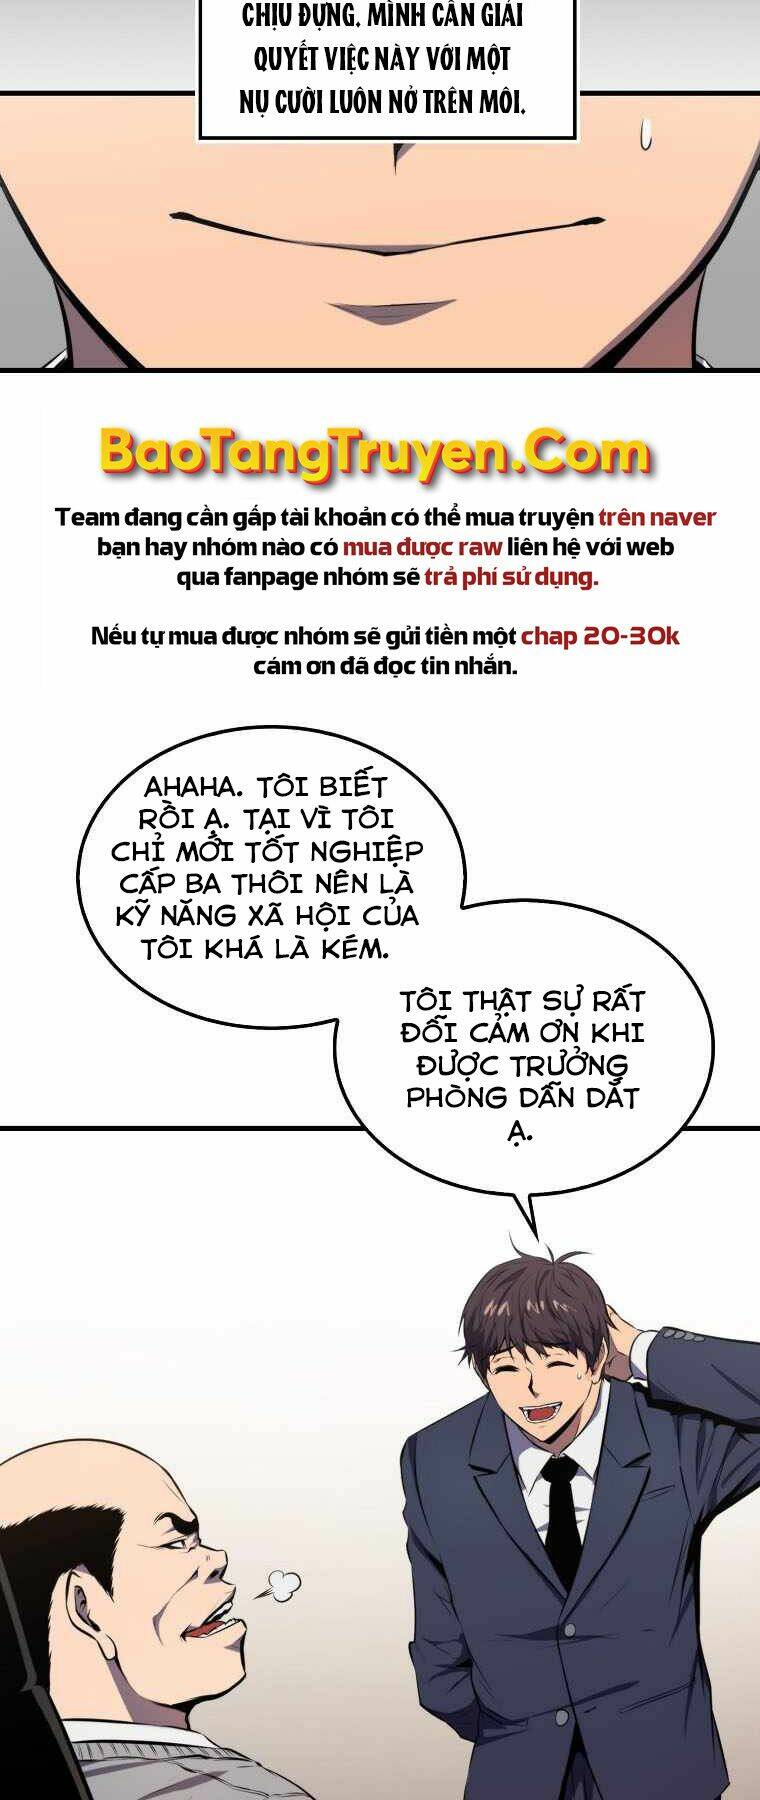 CHỊU ĐỰNG. MÌNH CẦN GIẢI
QUYẾT VIỆC NÀY VỚI MỘT
NỤ CƯỜI LUÔN NỞ TRÊN MÔI.
BaoTangTruyen.Com
Team đang cần gấp tài khoản có thể mua truyện trên naver
bạn hay nhóm nào có mua được raw liên hệ với web
qua fanpage nhóm sẽ trả phí sử dụng.
Nếu tự mua được nhóm sẽ gửi tiền một chap 20-30k
cám ơn đã đọc tin nhắn.
AHAHA. TÔI BIẾT
RỒI Ạ. TẠI VÌ TÔI
CHỈ MỚI TỐT NGHIỆP
CẤP BA THÔI NÊN LÀ
KỸ NĂNG XÃ HỘI CỦA
TÔI KHÁ LÀ KÉM.
TÔI THẬT SỰ RẤT
ĐỖI CẢM ƠN KHI
ĐƯỢC TRƯỞNG
PHÒNG DẪN DẮT
Ạ.